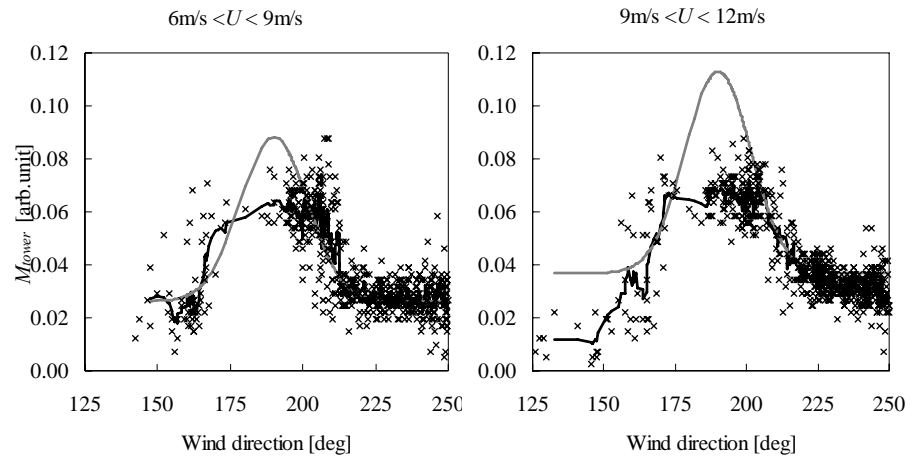 6m/s <U < 9m/s
9m/s <U < 12m/s
M_tower [arb.unit]
0.12
0.10
0.08
0.06
0.04
0.02
0.00
125 150 175 200 225 250
Wind direction [deg]
0.12
0.10
0.08
0.06
0.04
0.02
0.00
125 150 175 200 225 250
Wind direction [deg]